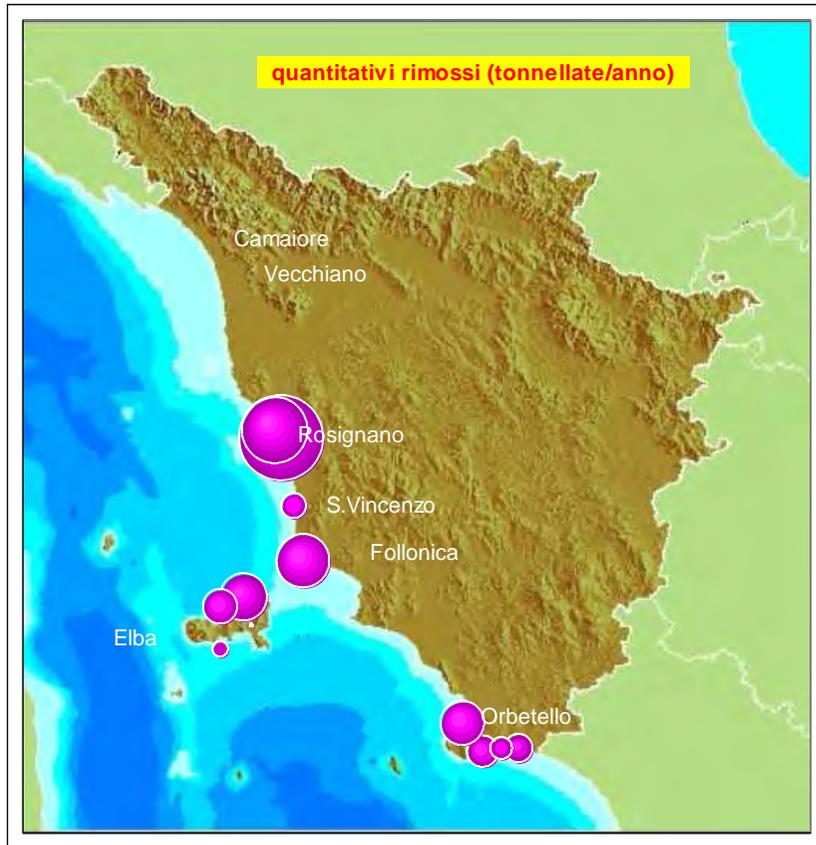 quantitativi rimossi (tonnellate/anno)
Camaiore
Vecchiano
Rosignano
S.Vincenzo
Follonica
Elba
Orbetello